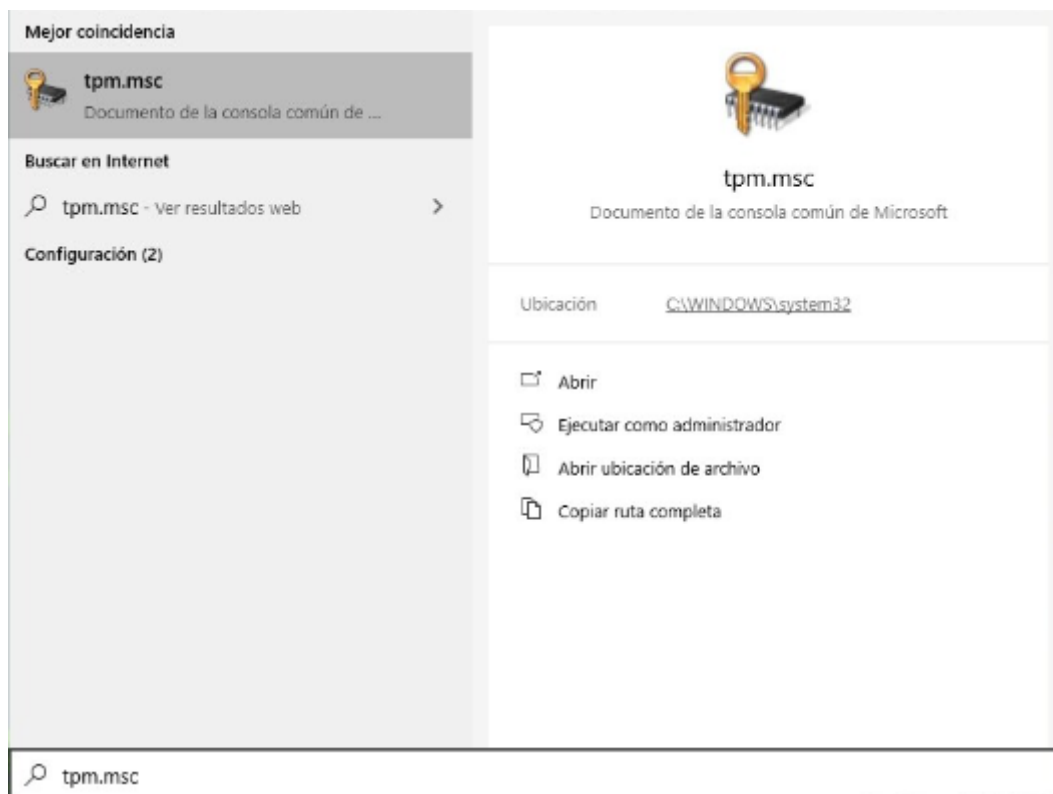 Mejor coincidencia
tpm.msc
Documento de la consola común de ...
Buscar en Internet
tpm.msc - Ver resultados web
Configuración (2)
tpm.msc
Documento de la consola común de Microsoft
Ubicación C:\WINDOWS\system32
Abrir
Ejecutar como administrador
Abrir ubicación de archivo
Copiar ruta completa
tpm.msc